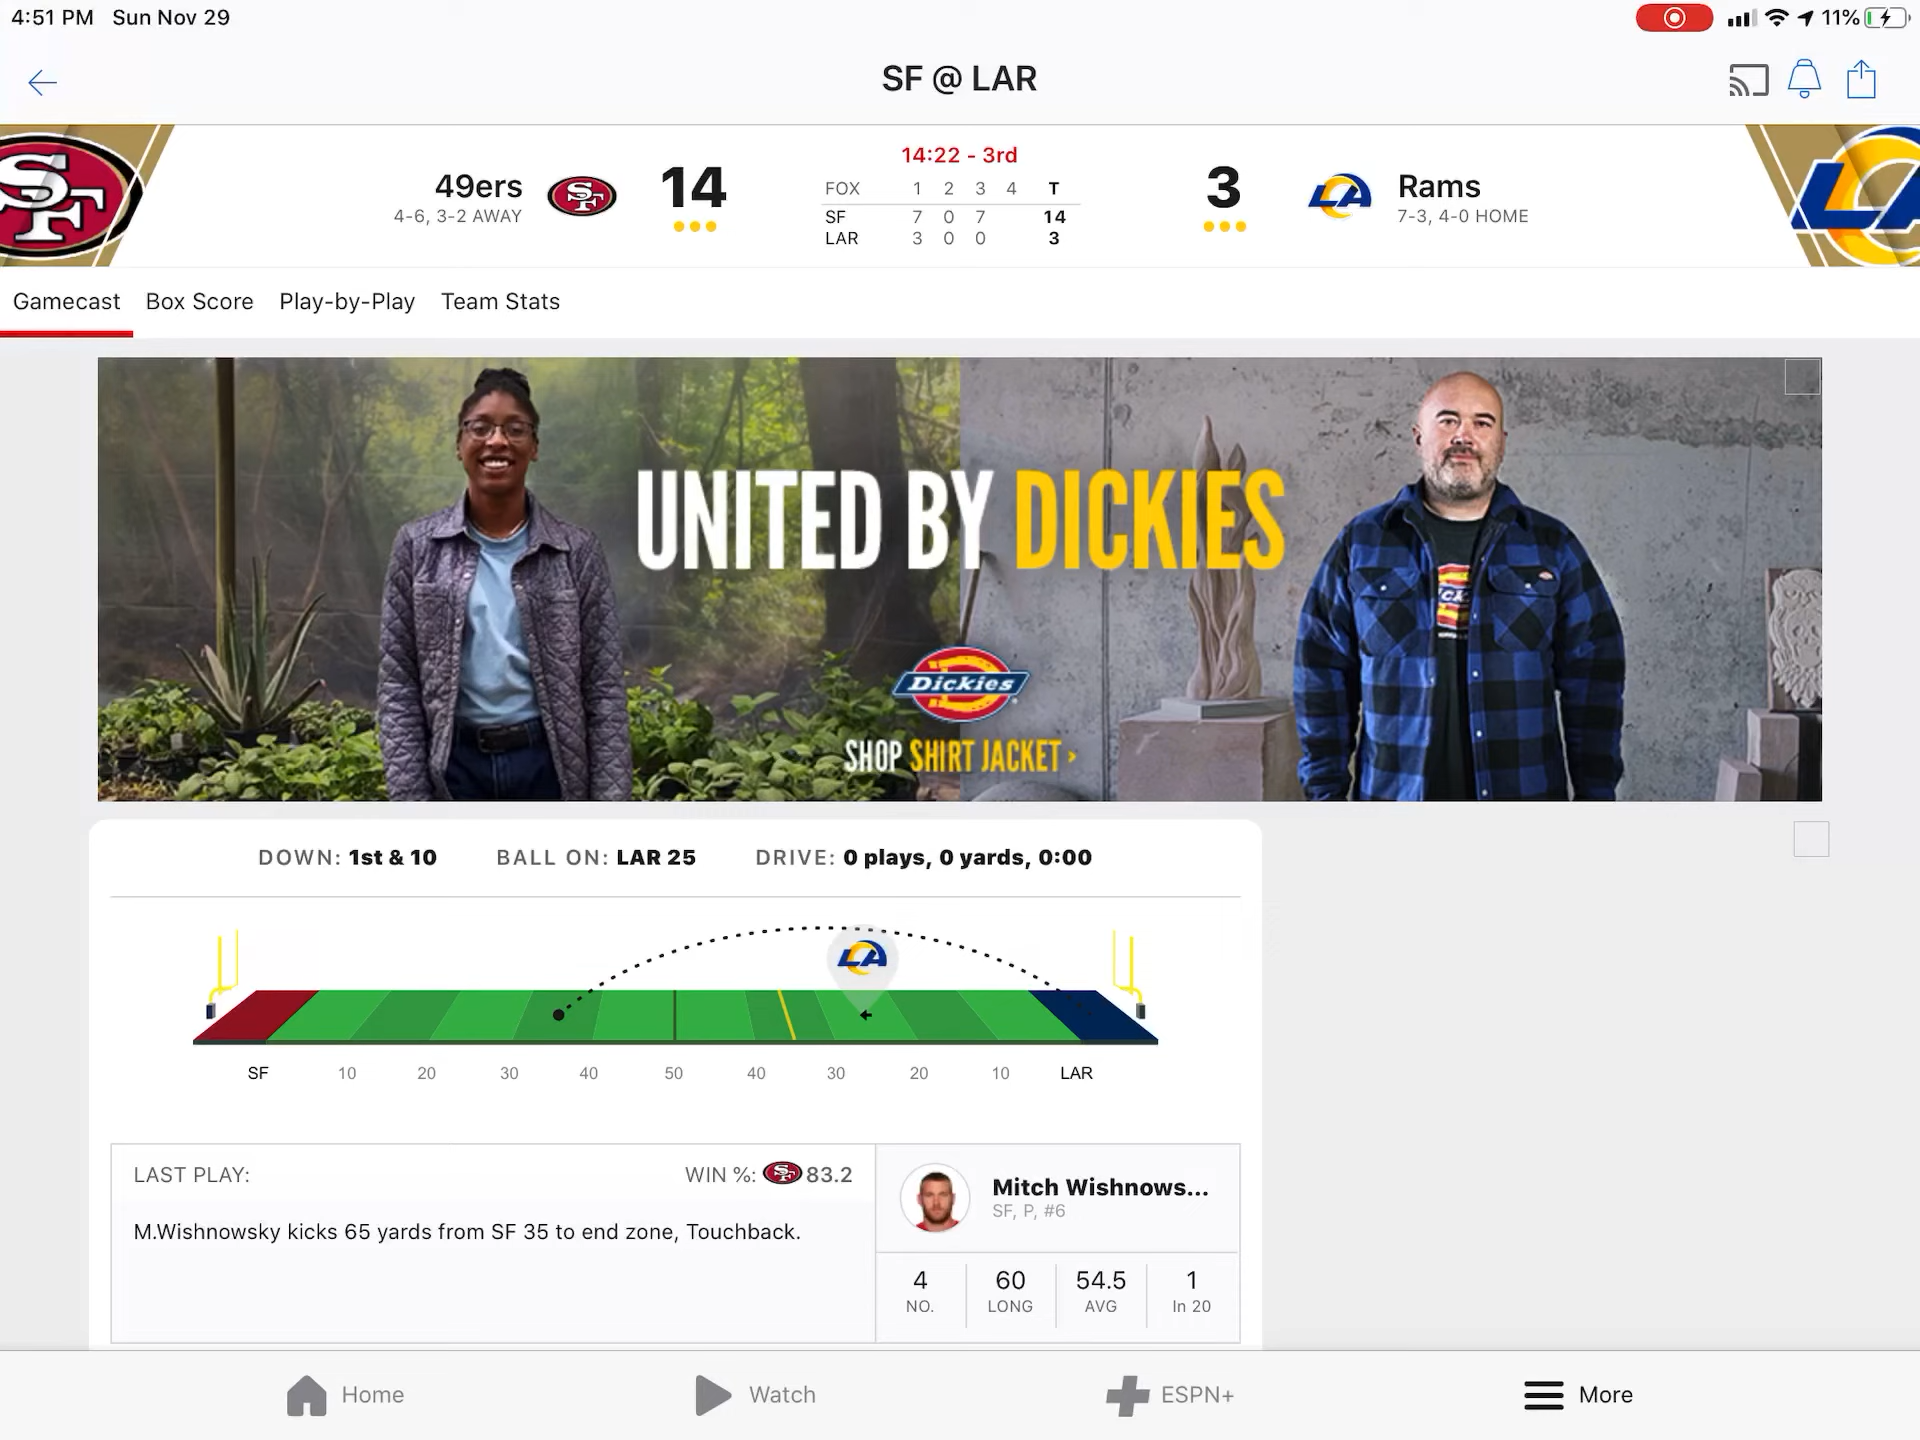 4:51 PM Sun Nov 29
11%
SF @ LAR
49ers
4-6, 3-2 AWAY
SF
14
14:22 - 3rd
FOX 1 2 3 4 T
SF 7 0 7 14
LAR 3 0 0 3
3
Rams
7-3, 4-0 HOME
Gamecast Box Score Play-by-Play Team Stats
UNITED BY DICKIES
Dickies
SHOP SHIRT JACKET ›
DOWN: 1st & 10 BALL ON: LAR 25 DRIVE: 0 plays, 0 yards, 0:00
LA
SF 10 20 30 40 50 40 30 20 10 LAR
LAST PLAY: WIN %: SF 83.2
M.Wishnowsky kicks 65 yards from SF 35 to end zone, Touchback.
Mitch Wishnows...
SF, P, #6
4 60 54.5 1
NO. LONG AVG In 20
Home Watch ESPN+ More